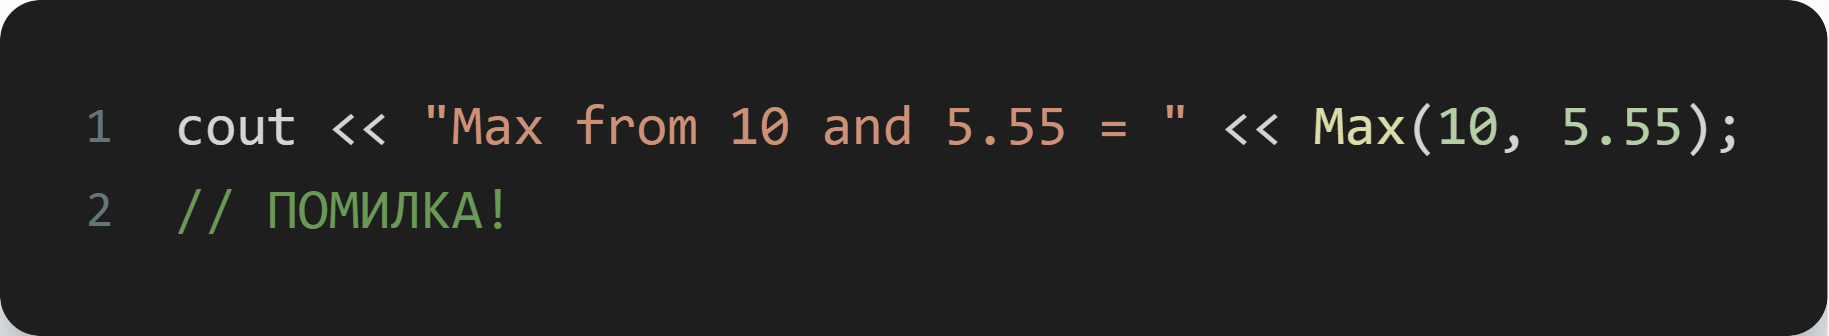 1 cout << "Max from 10 and 5.55 = " << Max(10, 5.55);
2 // ПОМИЛКА!